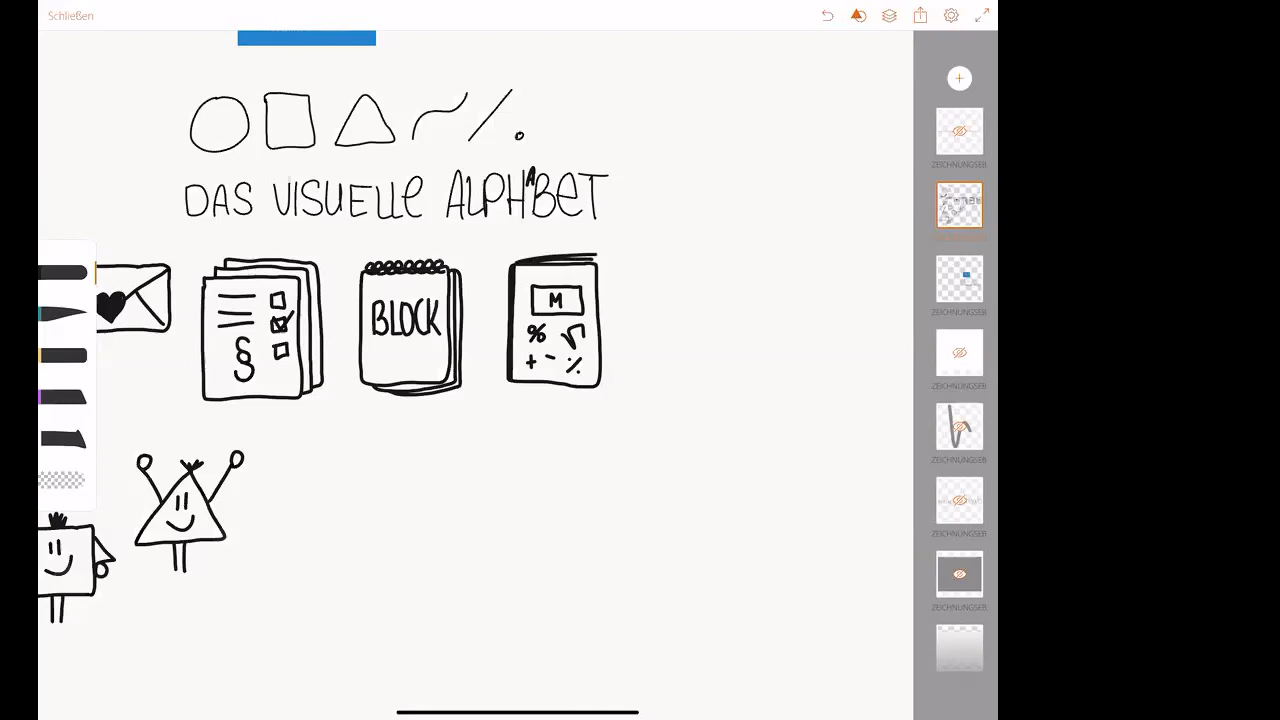 Schließen
DAS VISUELLE ALPHABET
§
BLOCK
M
% √
+ - ٪
ZEICHNUNGSEB
ZEICHNUNGSEB
ZEICHNUNGSEB
ZEICHNUNGSEB
ZEICHNUNGSEB
ZEICHNUNGSEB